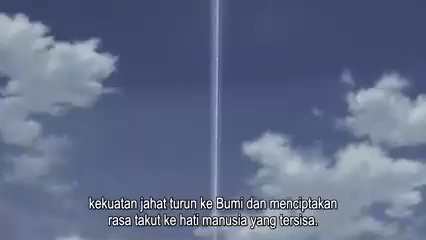 kekuatan jahat turun ke Bumi dan menciptakan
rasa takut ke hati manusia yang tersisa.